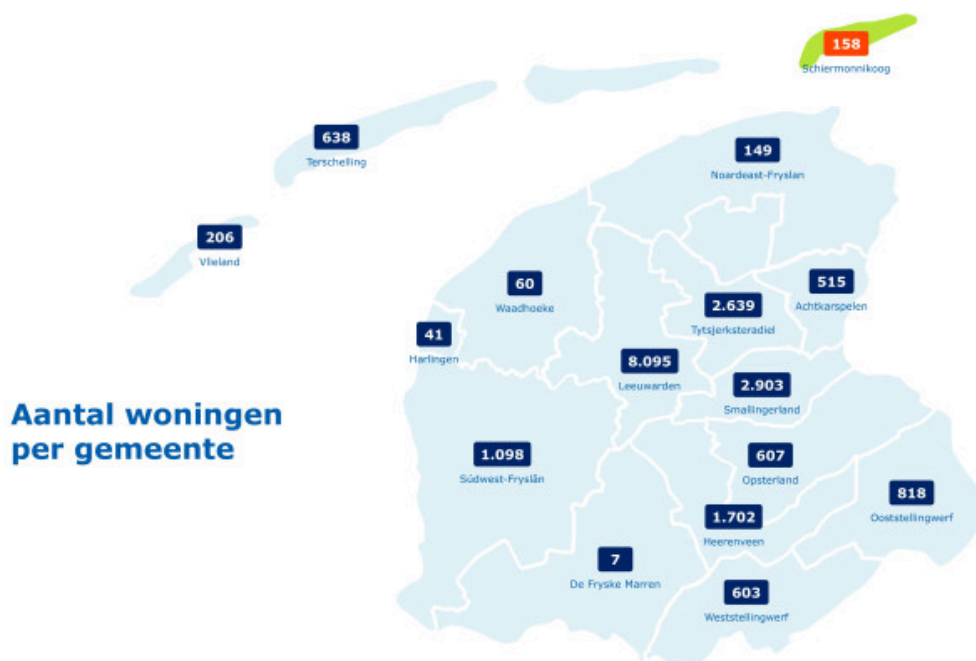 158
Schiermonnikoog
638
Terschelling
149
Noardeast-Fryslan
206
Vlieland
60
Waadhoeke
515
Achtkarspelen
2.639
Tytsjerksteradiel
41
Harlingen
8.095
Leeuwarden
2.903
Smallingerland
Aantal woningen
per gemeente
1.098
Súdwest-Fryslân
607
Opsterland
818
Ooststellingwerf
1.702
Heerenveen
7
De Fryske Marren
603
Weststellingwerf